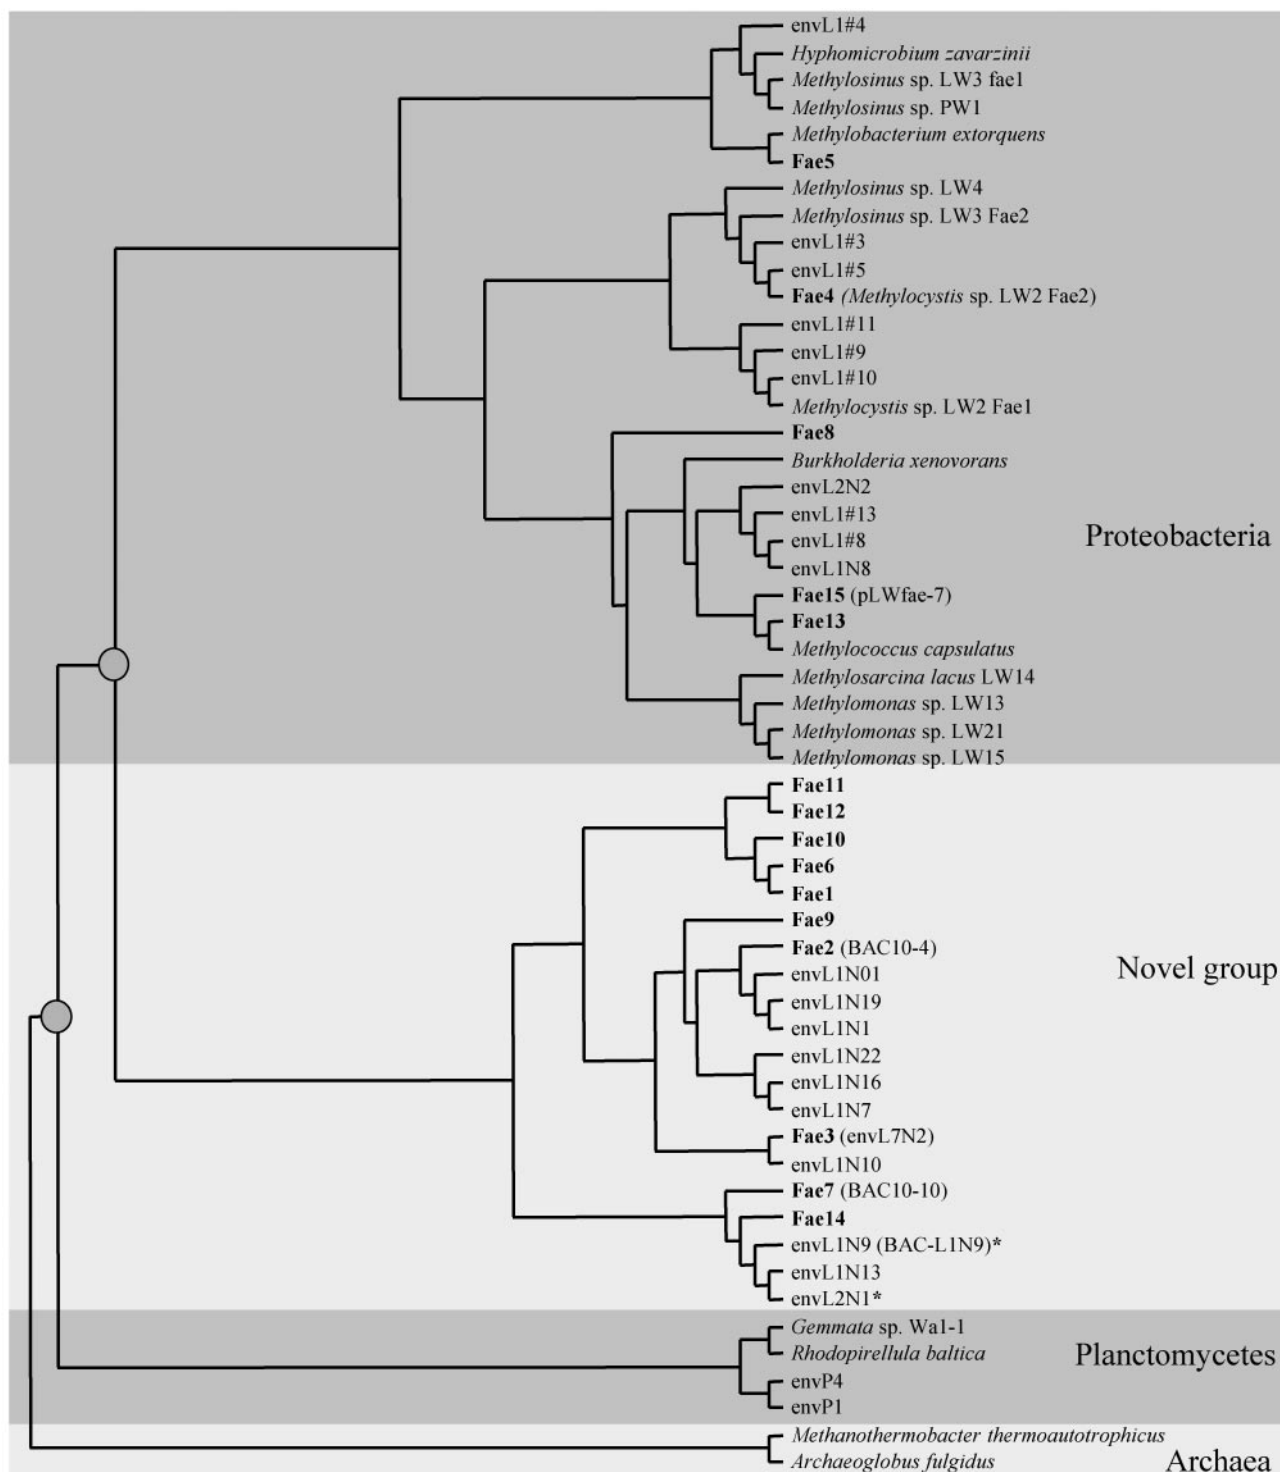 envL1#4
Hyphomicrobium zavarzinii
Methylosinus sp. LW3 fae1
Methylosinus sp. PW1
Methylobacterium extorquens
Fae5
Methylosinus sp. LW4
Methylosinus sp. LW3 Fae2
envL1#3
envL1#5
Fae4 (Methylocystis sp. LW2 Fae2)
envL1#11
envL1#9
envL1#10
Methylocystis sp. LW2 Fae1
Fae8
Burkholderia xenovorans
envL2N2
envL1#13
Proteobacteria
envL1#8
envL1N8
Fae15 (pLWfae-7)
Fae13
Methylococcus capsulatus
Methylosarcina lacus LW14
Methylomonas sp. LW13
Methylomonas sp. LW21
Methylomonas sp. LW15
Fae11
Fae12
Fae10
Fae6
Fae1
Fae9
Fae2 (BAC10-4)
Novel group
envL1N01
envL1N19
envL1N1
envL1N22
envL1N16
envL1N7
Fae3 (envL7N2)
envL1N10
Fae7 (BAC10-10)
Fae14
envL1N9 (BAC-L1N9)*
envL1N13
envL2N1*
Gemmata sp. Wa1-1
Rhodopirellula baltica
Planctomycetes
envP4
envP1
Methanothermobacter thermoautotrophicus
Archaeoglobus fulgidus
Archaea